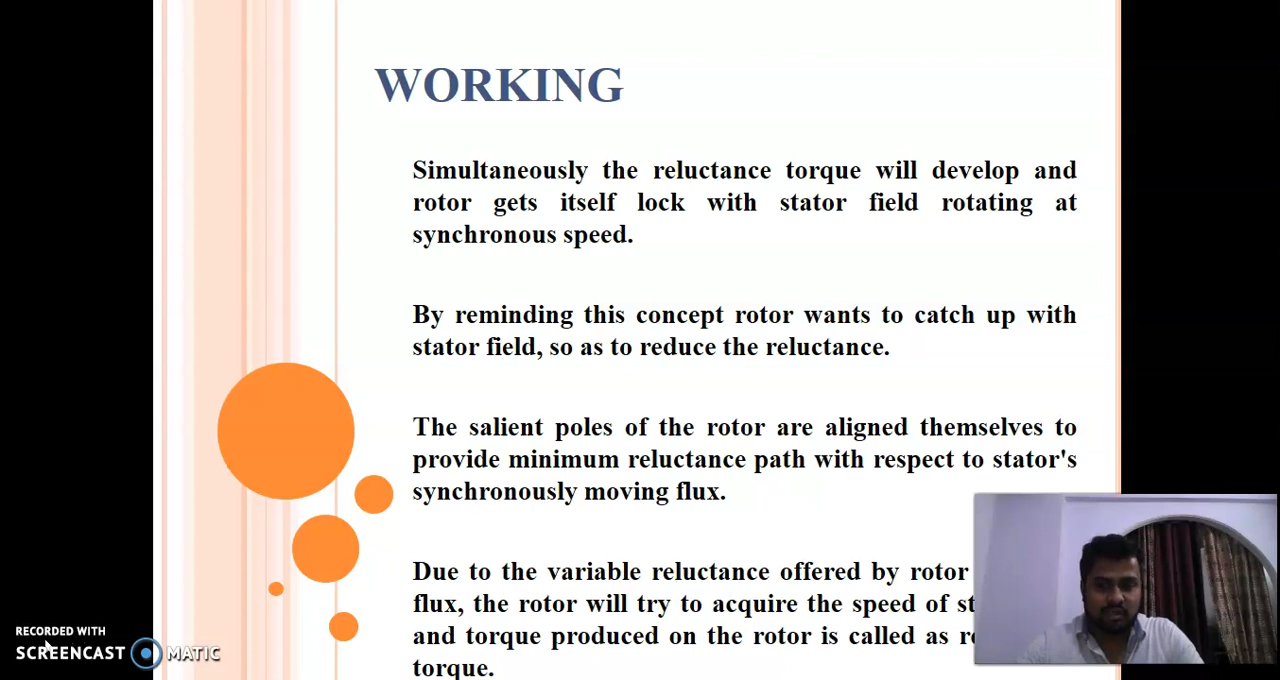 WORKING
Simultaneously the reluctance torque will develop and
rotor gets itself lock with stator field rotating at
synchronous speed.
By reminding this concept rotor wants to catch up with
stator field, so as to reduce the reluctance.
The salient poles of the rotor are aligned themselves to
provide minimum reluctance path with respect to stator's
synchronously moving flux.
Due to the variable reluctance offered by rotor
flux, the rotor will try to acquire the speed of
and torque produced on the rotor is called as
torque.
RECORDED WITH
SCREENCAST MATIC